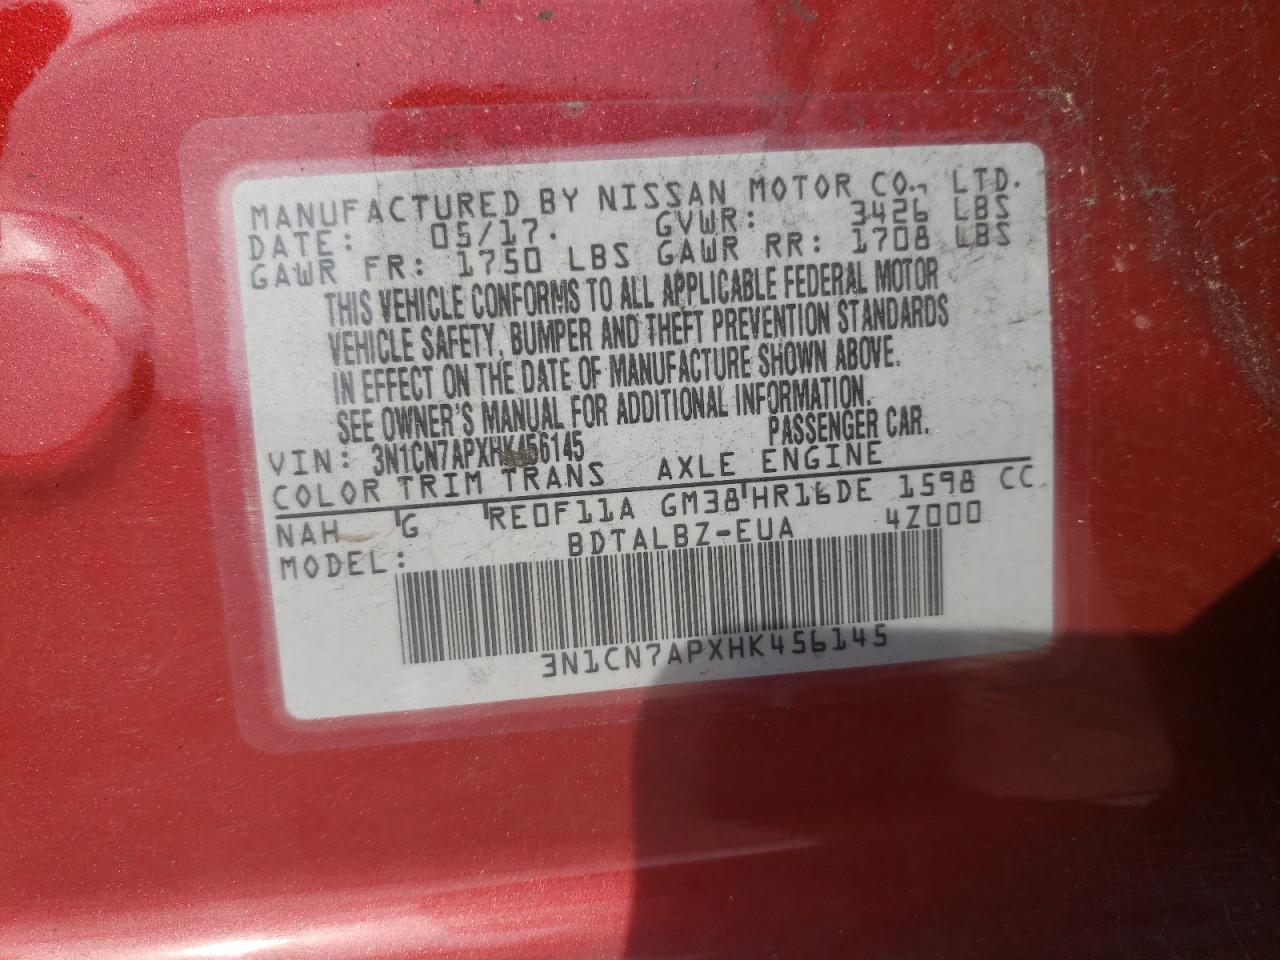 MANUFACTURED BY NISSAN MOTOR CO., LTD.
DATE: 05/17. GVWR: 3426 LBS
GAWR FR: 1750 LBS GAWR RR: 1708 LBS
THIS VEHICLE CONFORMS TO ALL APPLICABLE FEDERAL MOTOR
VEHICLE SAFETY, BUMPER AND THEFT PREVENTION STANDARDS
IN EFFECT ON THE DATE OF MANUFACTURE SHOWN ABOVE.
SEE OWNER'S MANUAL FOR ADDITIONAL INFORMATION.
PASSENGER CAR.
VIN: 3N1CN7APXHK456145
COLOR TRIM TRANS AXLE ENGINE
NAH G RE0F11A GM38 HR16DE 1598 CC
MODEL: BDTALBZ-EUA 4Z000
3N1CN7APXHK456145